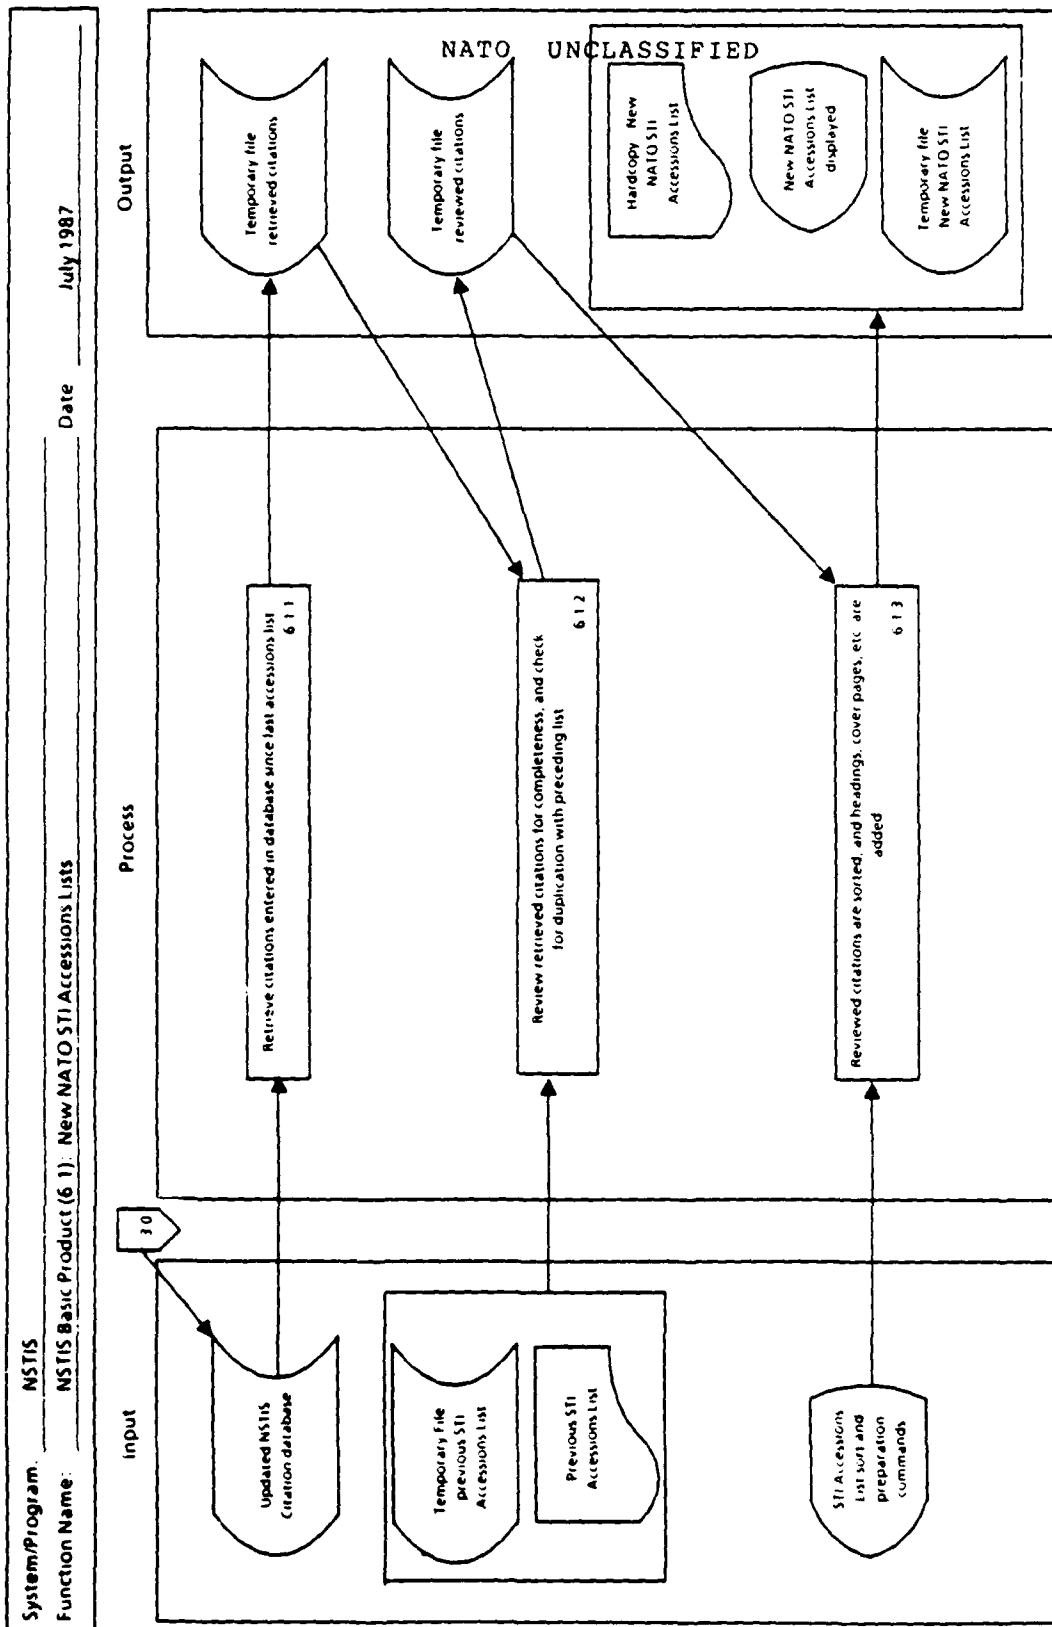 NATO UNCLASSIFIED
System/Program. NSTIS
Function Name: NSTIS Basic Product (6 1): New NATO STI Accessions Lists Date July 1987
Input
Process
Output
3 0
Updated NSTIS
Citation database
Retrieve citations entered in database since last accessions list
6 1 1
Temporary file
retrieved citations
Temporary File
previous STI
Accessions List
Previous STI
Accessions List
Review retrieved citations for completeness, and check
for duplication with preceding list
6 1 2
Temporary file
reviewed citations
STI Accessions
List sort and
preparation
commands
Reviewed citations are sorted, and headings, cover pages, etc are
added
6 1 3
Hardcopy New
NATO STI
Accessions List
New NATO STI
Accessions List
displayed
Temporary file
New NATO STI
Accessions List